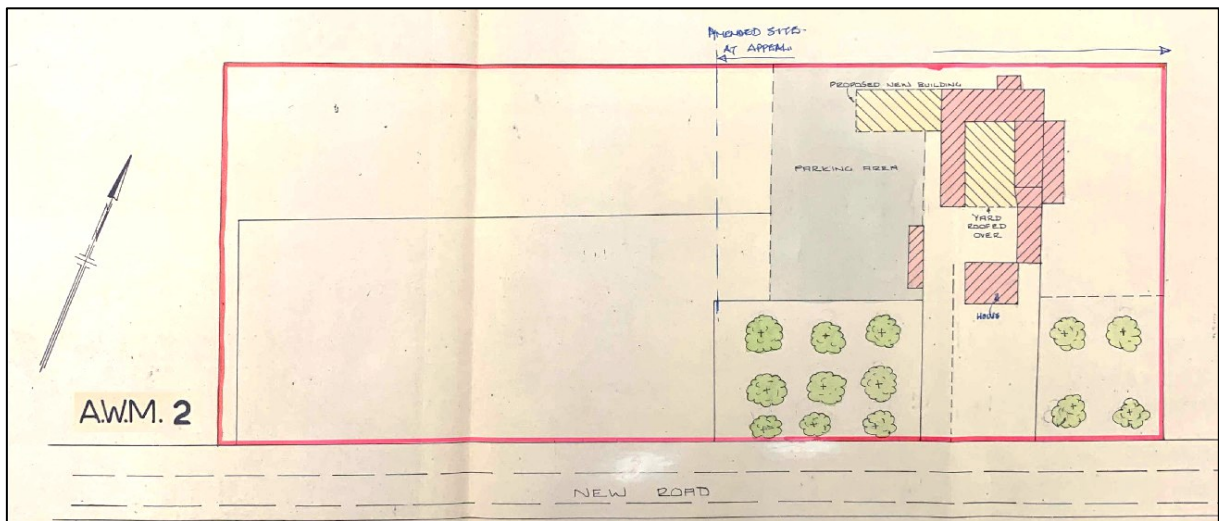 AMENDED SITE-
AT APPEAL.
PROPOSED NEW BUILDING
PARKING AREA
YARD
ROOFED
OVER
HOUSE
A.W.M. 2
NEW ROAD